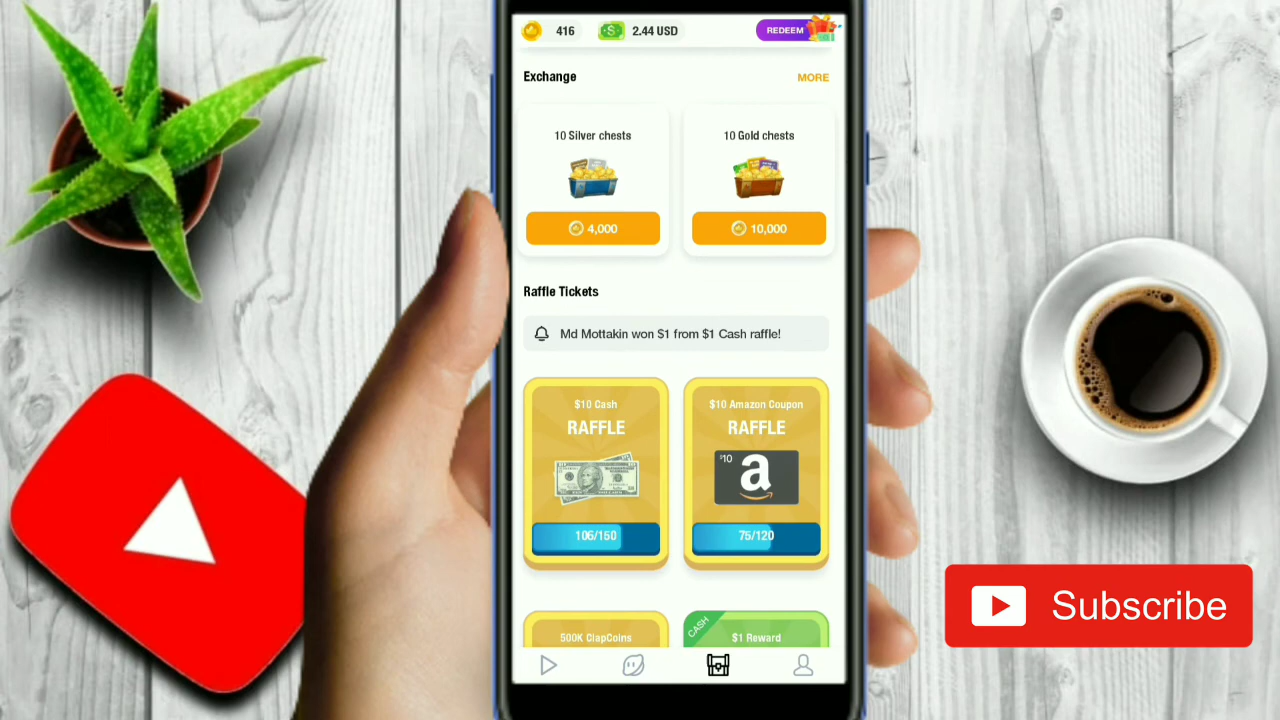 416
2.44 USD
REDEEM
Exchange
MORE
10 Silver chests
10 Gold chests
4,000
10,000
Raffle Tickets
Md Mottakin won $1 from $1 Cash raffle!
$10 Cash
RAFFLE
$10 Amazon Coupon
RAFFLE
$10
a
106/150
75/120
500K ClapCoins
CASH
$1 Reward
Subscribe